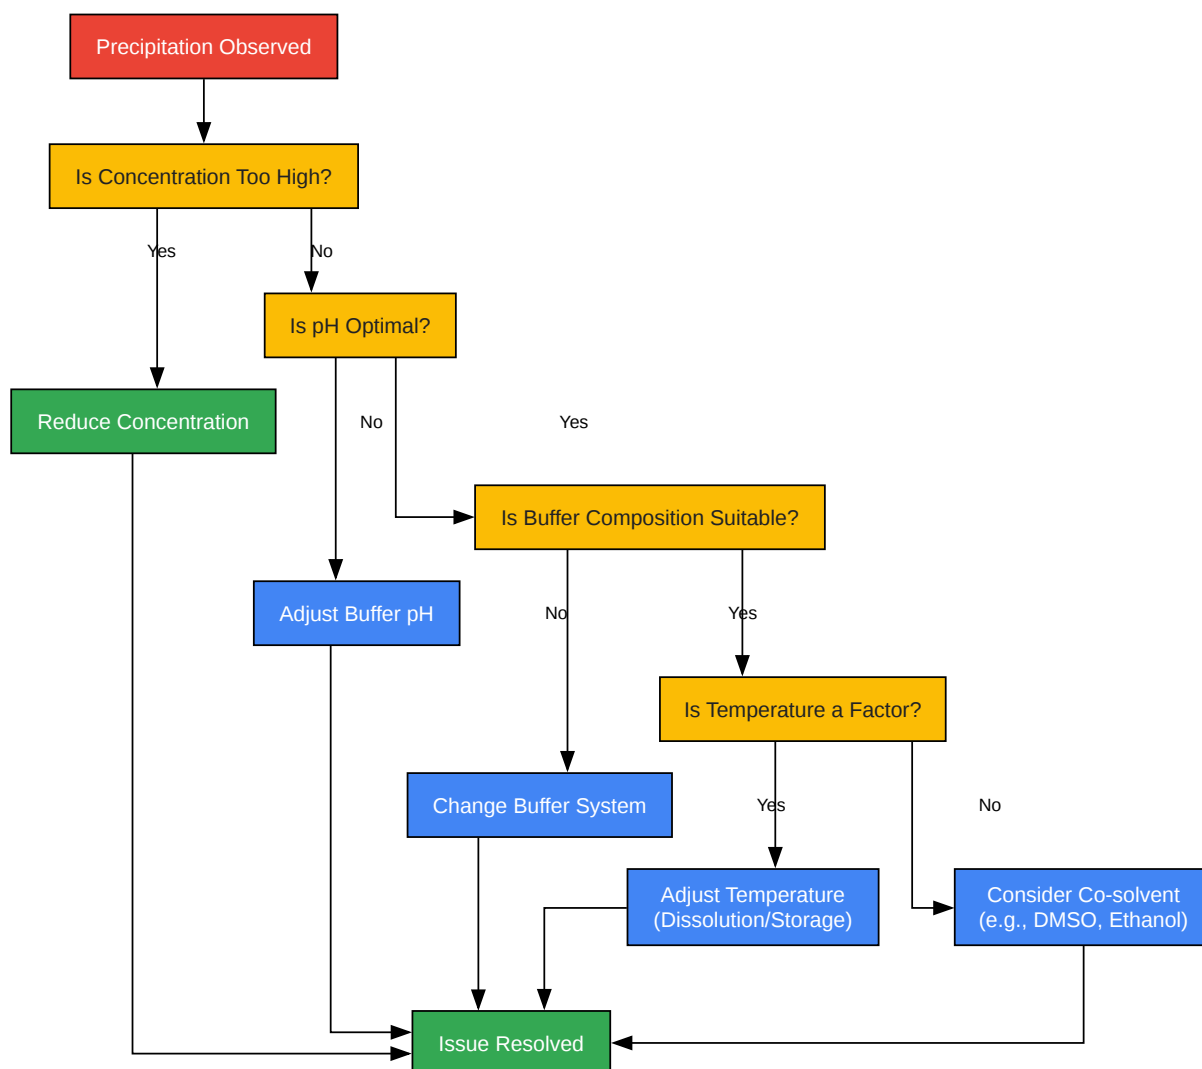 Precipitation Observed
Is Concentration Too High?
Yes
No
Is pH Optimal?
Reduce Concentration
No
Yes
Is Buffer Composition Suitable?
Adjust Buffer pH
No
Yes
Is Temperature a Factor?
Change Buffer System
Yes
No
Adjust Temperature
(Dissolution/Storage)
Consider Co-solvent
(e.g., DMSO, Ethanol)
Issue Resolved